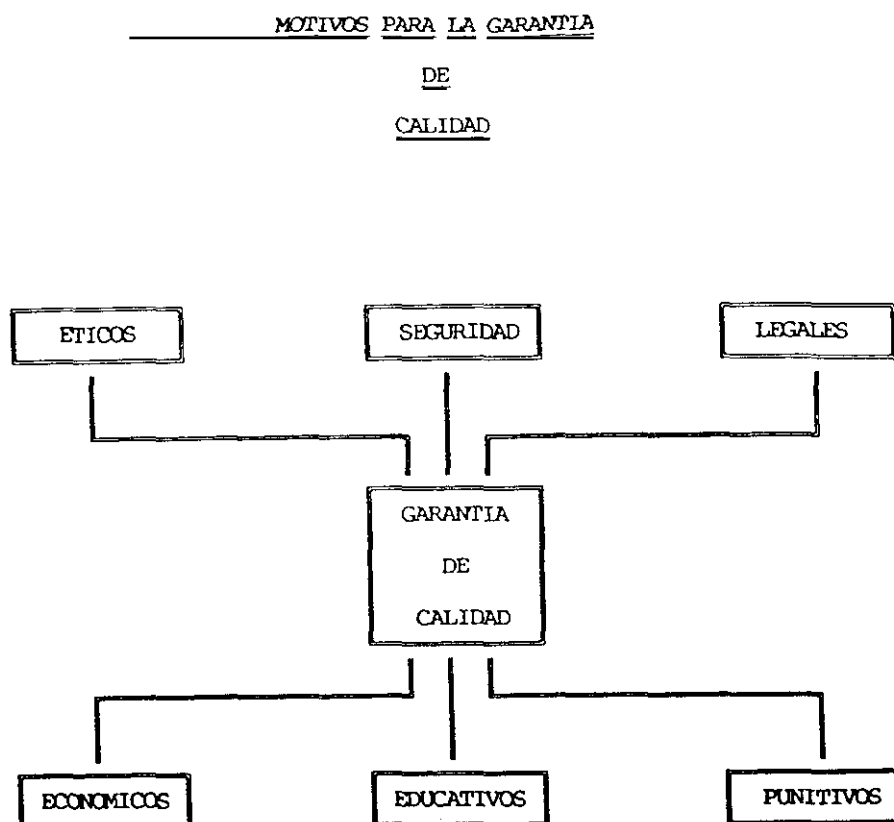 MOTIVOS PARA LA GARANTIA
DE
CALIDAD
ETICOS
SEGURIDAD
LEGALES
GARANTIA
DE
CALIDAD
ECONOMICOS
EDUCATIVOS
PUNITIVOS